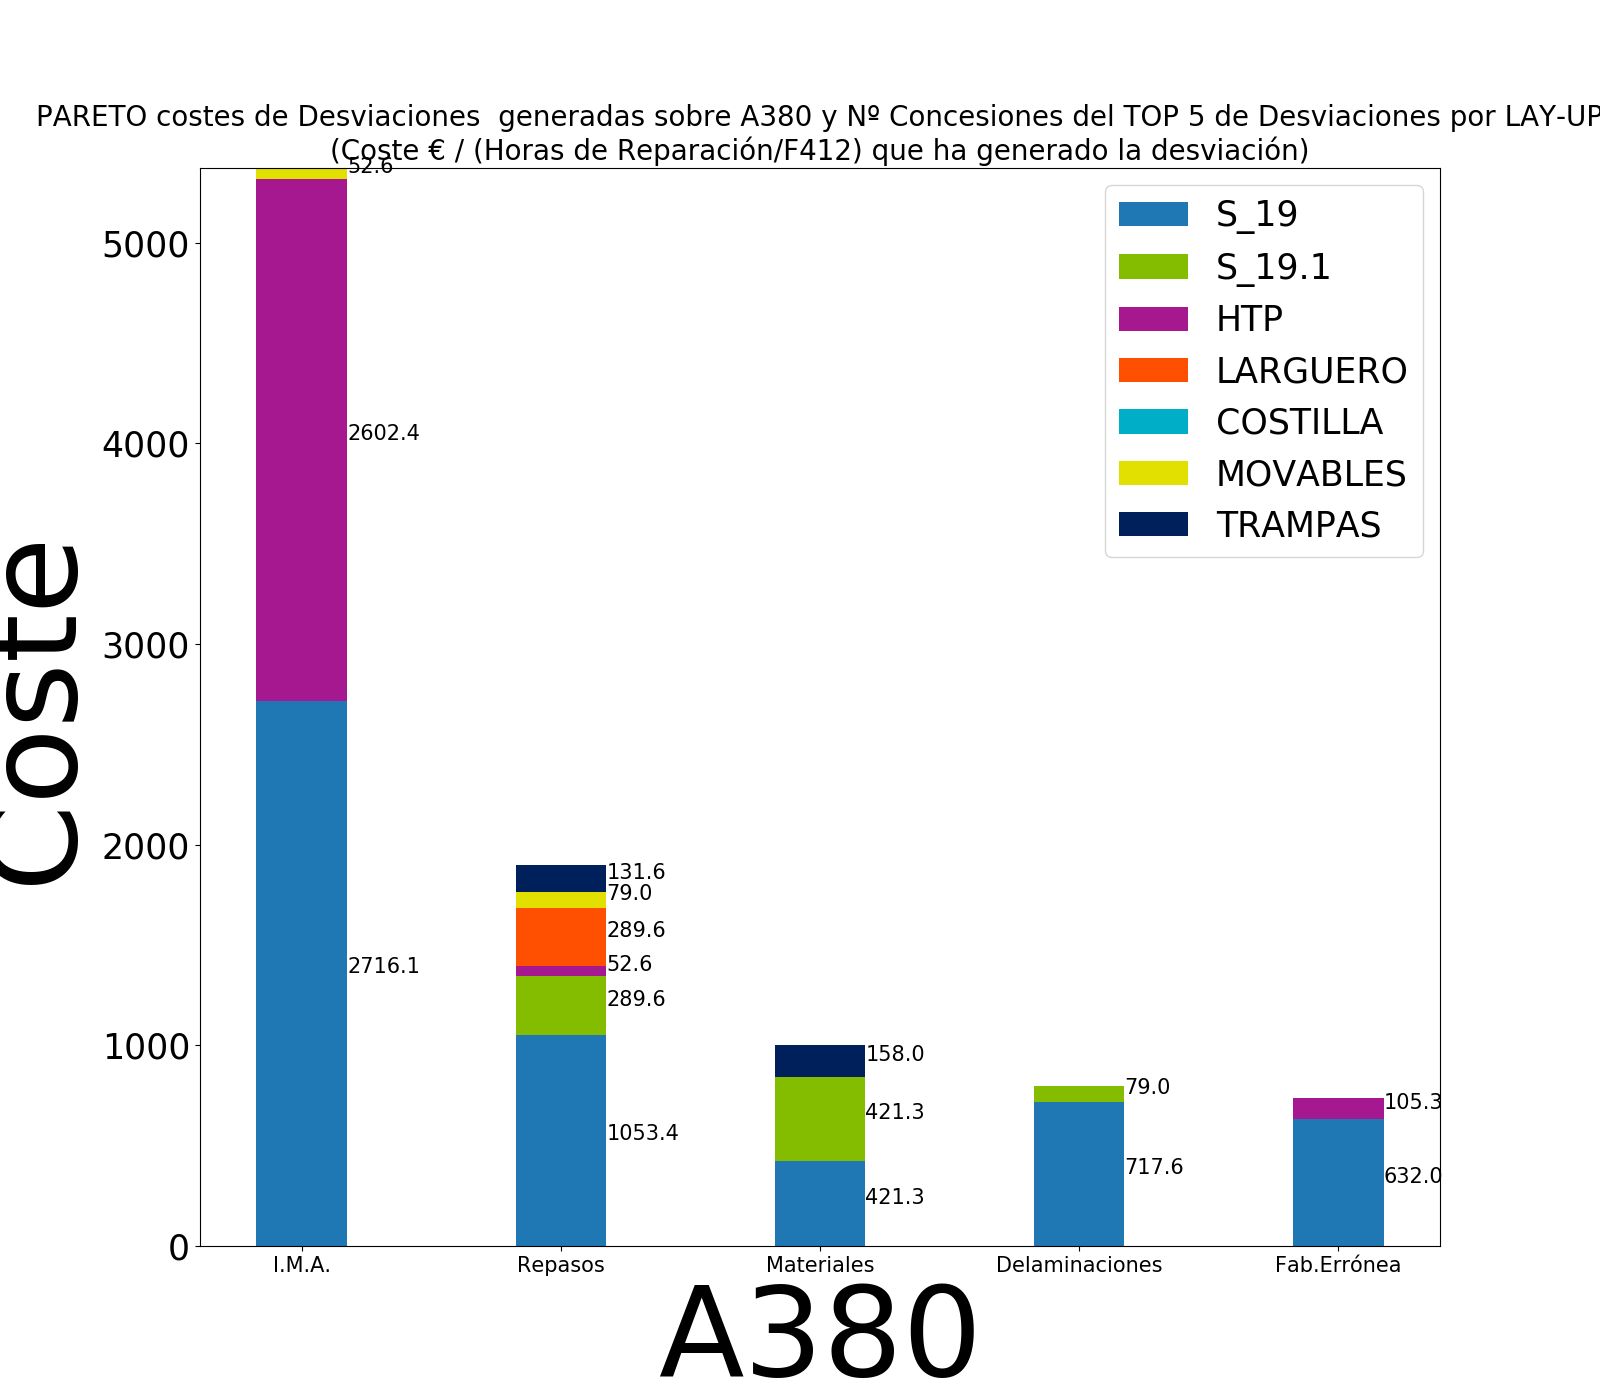 PARETO costes de Desviaciones  generadas sobre A380 y Nº Concesiones del TOP 5 de Desviaciones por LAY-UP
(Coste € / (Horas de Reparación/F412) que ha generado la desviación)
Coste
5000
4000
3000
2000
1000
0
52.6
2602.4
2716.1
131.6
79.0
289.6
52.6
289.6
1053.4
158.0
421.3
421.3
79.0
717.6
105.3
632.0
S_19
S_19.1
HTP
LARGUERO
COSTILLA
MOVABLES
TRAMPAS
I.M.A.
Repasos
Materiales
Delaminaciones
Fab.Errónea
A380